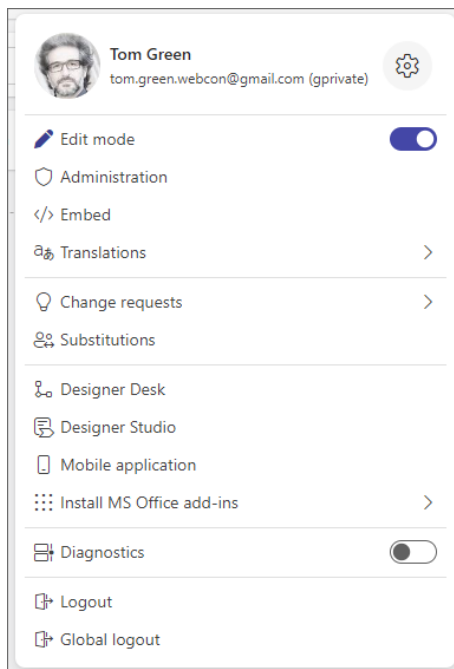 Tom Green
tom.green.webcon@gmail.com (gprivate)
Edit mode
Administration
Embed
Translations
Change requests
Substitutions
Designer Desk
Designer Studio
Mobile application
Install MS Office add-ins
Diagnostics
Logout
Global logout